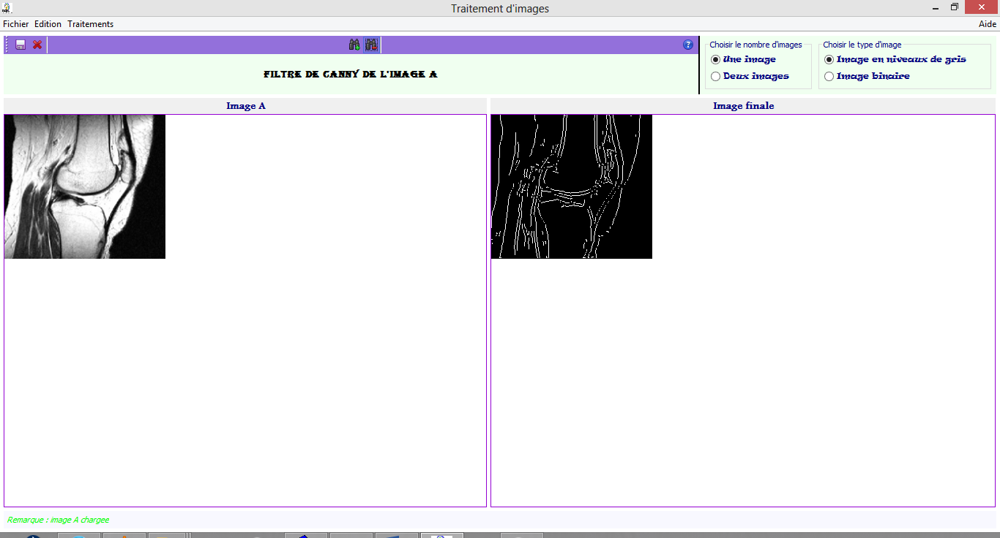 Traitement d'images
Fichier Edition Traitements Aide
Choisir le nombre d'images
Une image
Deux images
Choisir le type d'image
Image en niveaux de gris
Image binaire
FILTRE DE CANNY DE L'IMAGE A
Image A
Image finale
Remarque : image A chargee